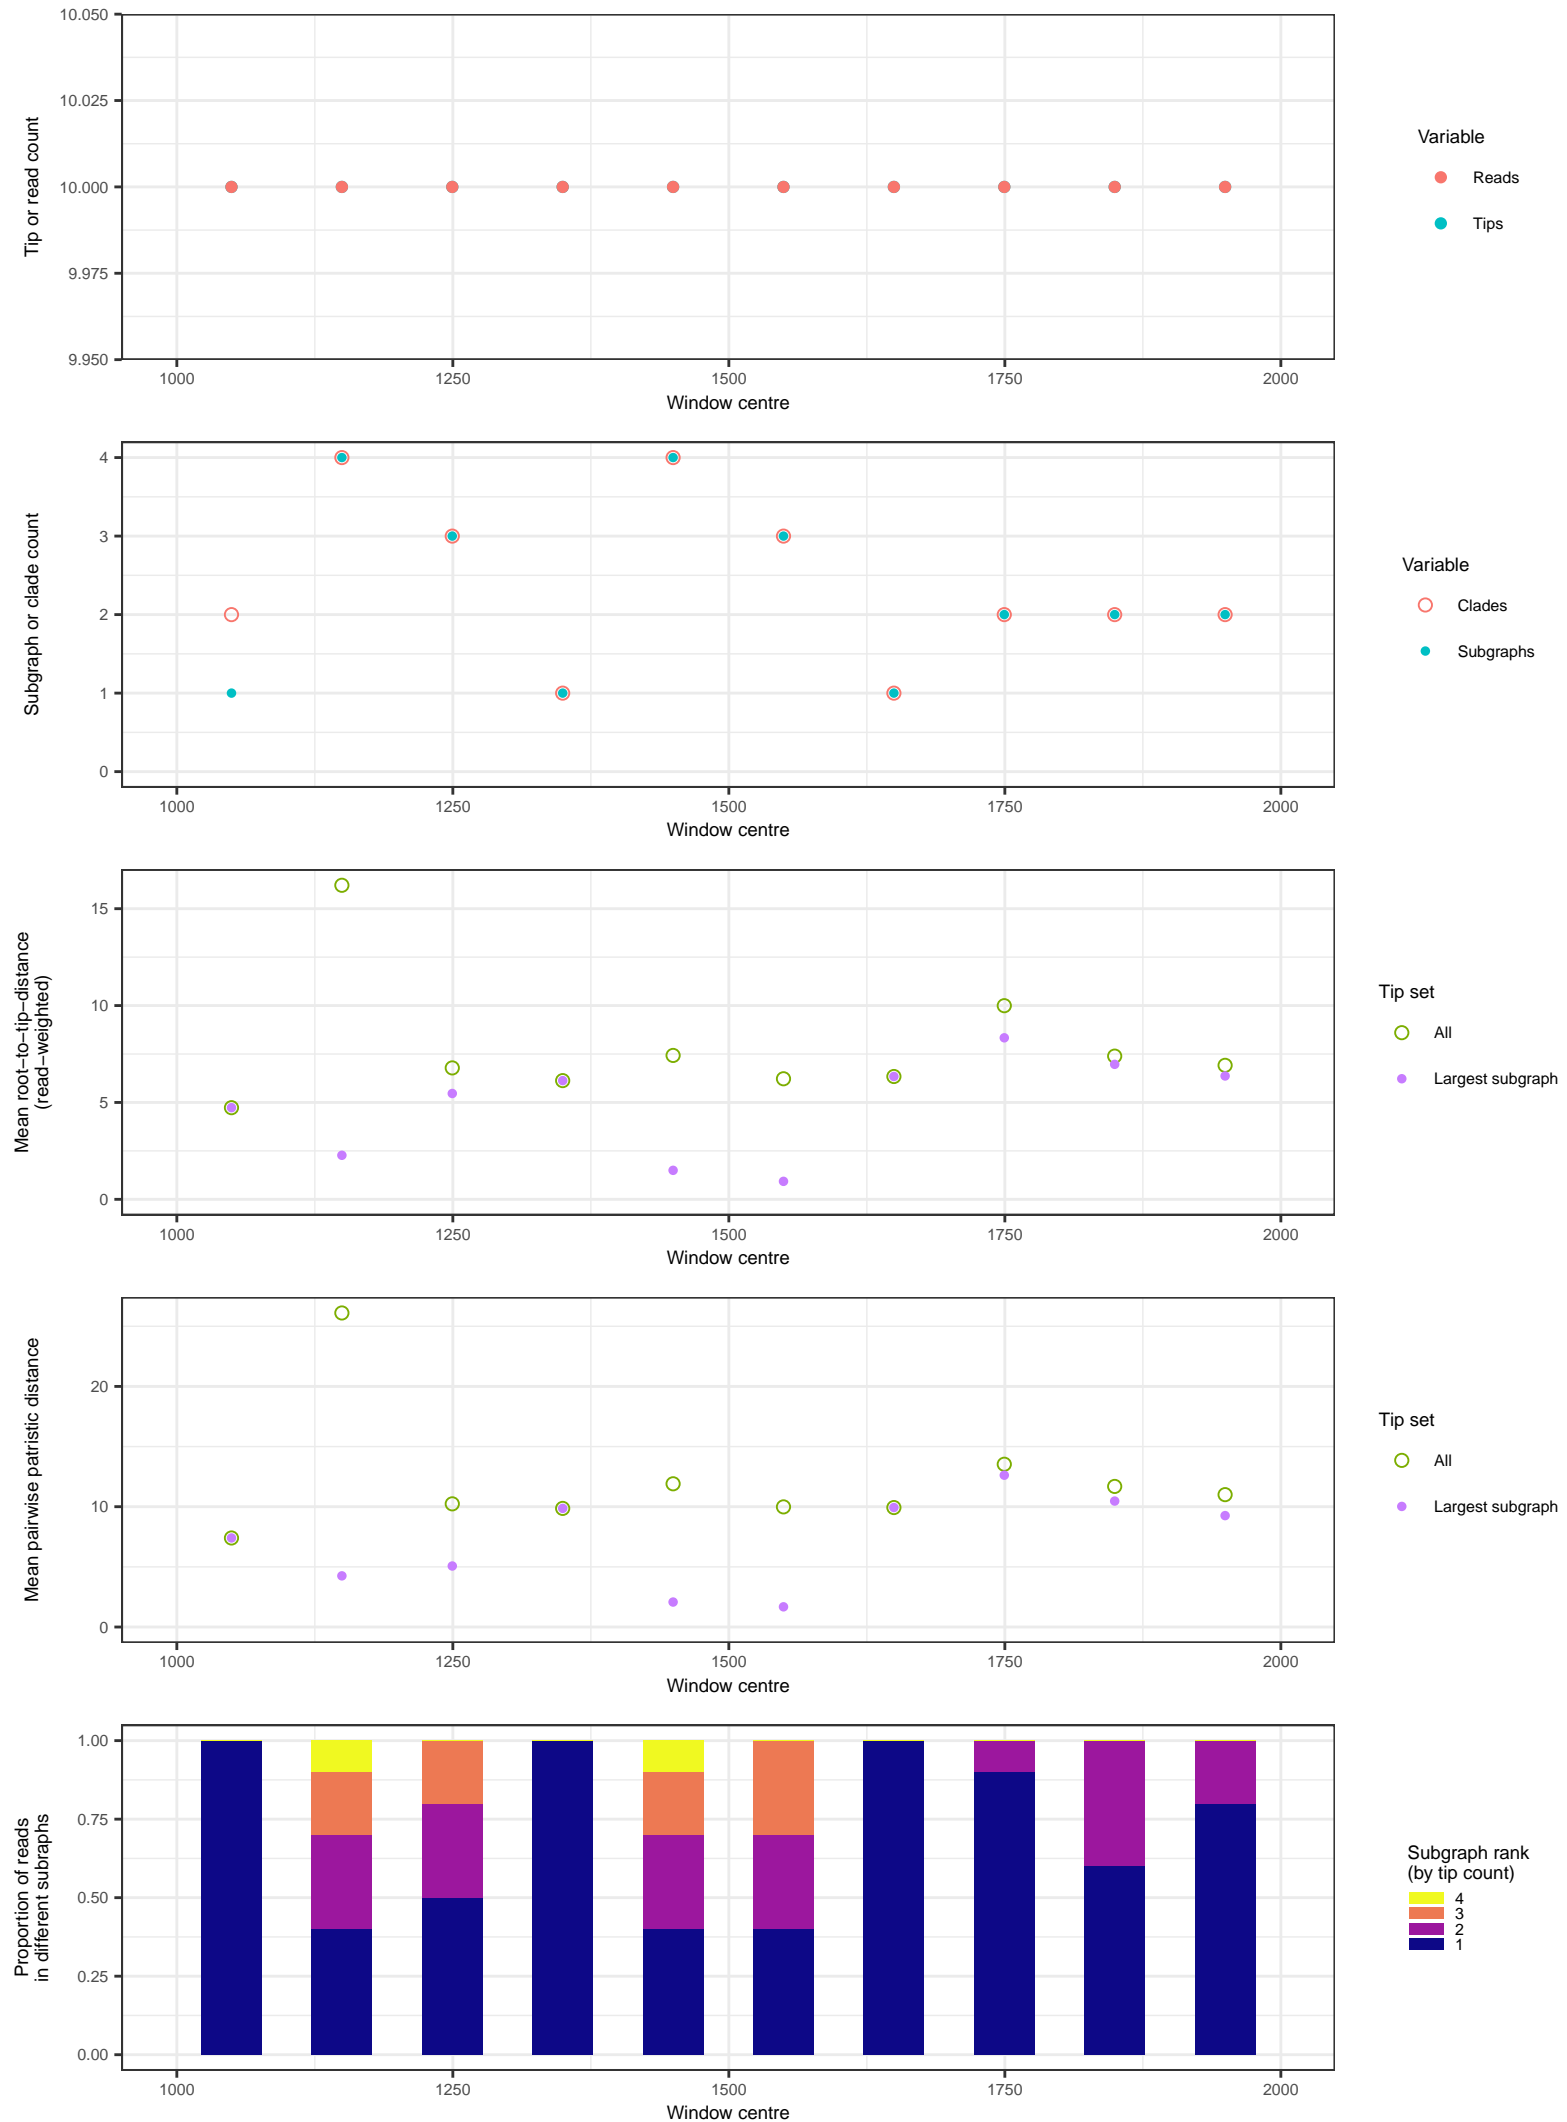 10.050
10.025
10.000
9.975
9.950
Tip or read count
1000 1250 1500 1750 2000
Window centre
Variable
Reads
Tips
4
3
2
1
0
Subgraph or clade count
1000 1250 1500 1750 2000
Window centre
Variable
Clades
Subgraphs
15
10
5
0
Mean root−to−tip−distance
(read−weighted)
1000 1250 1500 1750 2000
Window centre
Tip set
All
Largest subgraph
20
10
0
Mean pairwise patristic distance
1000 1250 1500 1750 2000
Window centre
Tip set
All
Largest subgraph
1.00
0.75
0.50
0.25
0.00
Proportion of reads
in different subraphs
1000 1250 1500 1750 2000
Window centre
Subgraph rank
(by tip count)
4
3
2
1